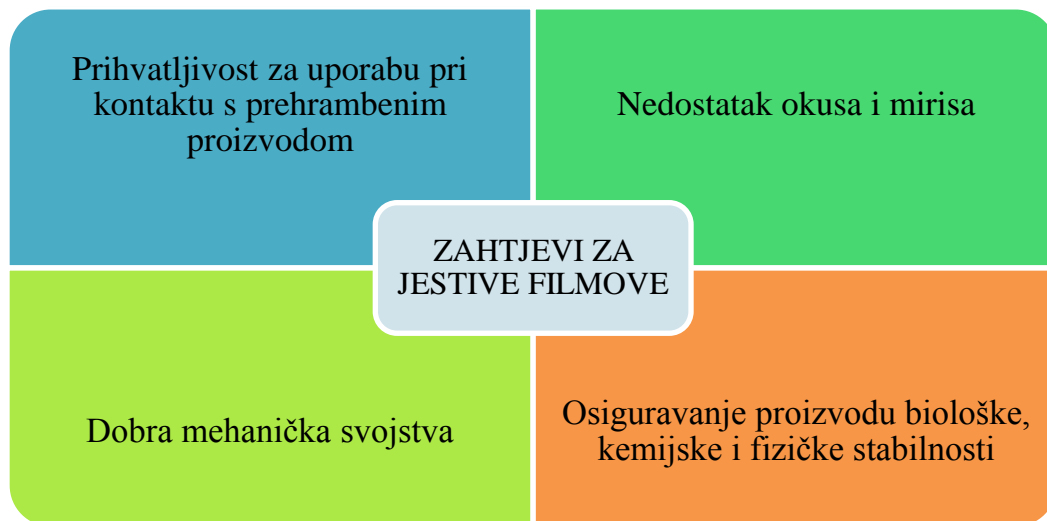 Prihvatljivost za uporabu pri
kontaktu s prehrambenim
proizvodom
Nedostatak okusa i mirisa
ZAHTJEVI ZA
JESTIVE FILMOVE
Dobra mehanička svojstva
Osiguravanje proizvodu biološke,
kemijske i fizičke stabilnosti